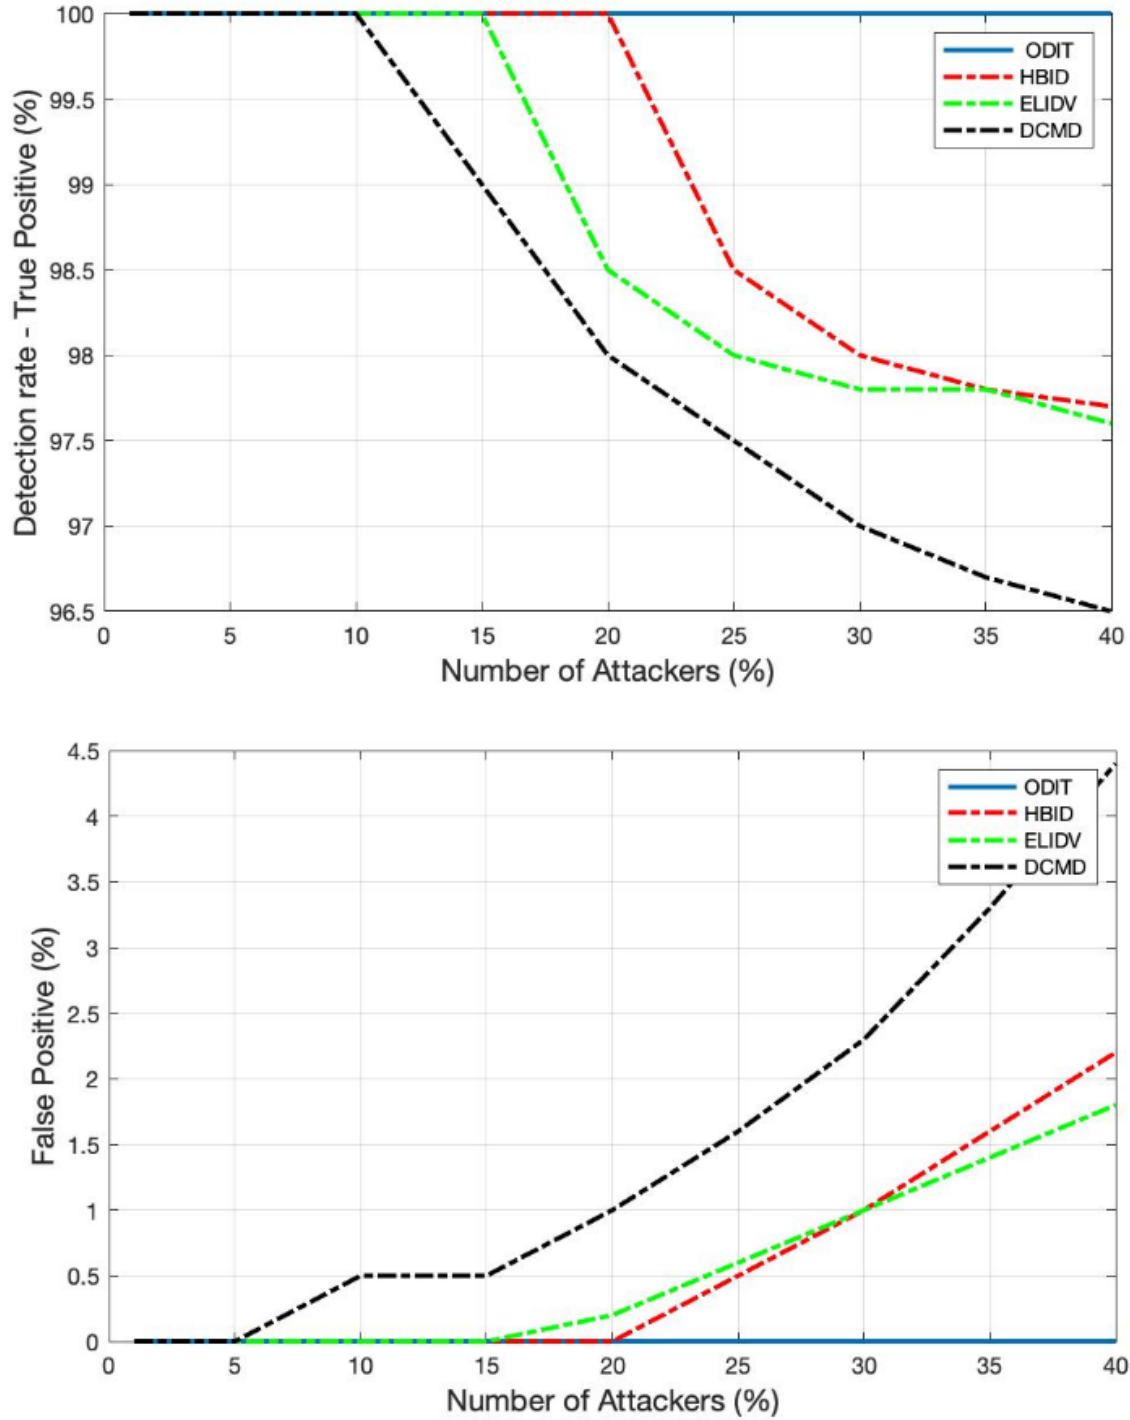 100
99.5
99
98.5
98
97.5
97
96.5
Detection rate - True Positive (%)
ODIT
HBID
ELIDV
DCMD
0 5 10 15 20 25 30 35 40
Number of Attackers (%)
4.5
4
3.5
3
2.5
2
1.5
1
0.5
0
False Positive (%)
ODIT
HBID
ELIDV
DCMD
0 5 10 15 20 25 30 35 40
Number of Attackers (%)